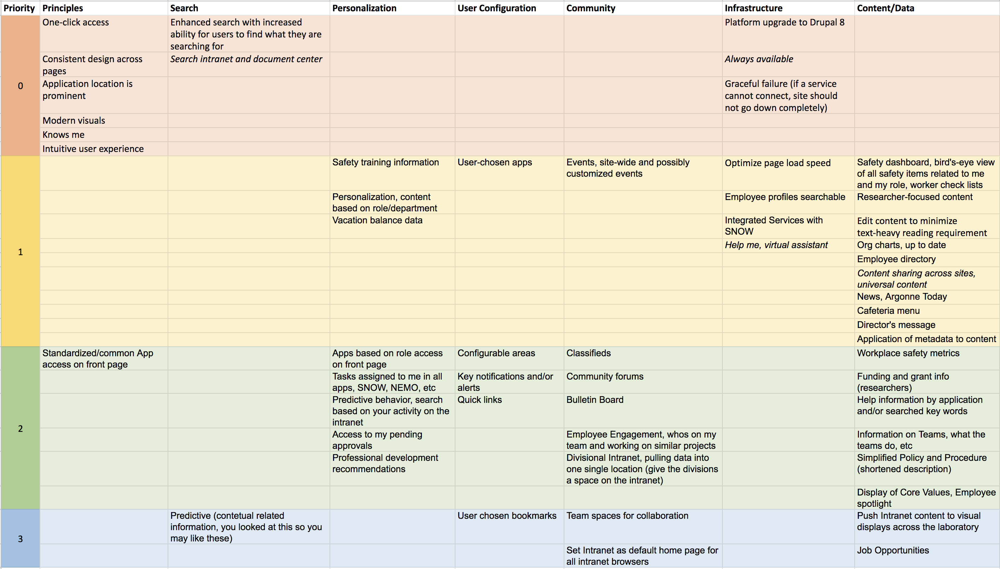 Priority Principles Search Personalization User Configuration Community Infrastructure Content/Data
0
One-click access
Enhanced search with increased
ability for users to find what they are
searching for
Platform upgrade to Drupal 8
Consistent design across
pages
Search intranet and document center
Always available
Application location is
prominent
Graceful failure (if a service
cannot connect, site should
not go down completely)
Modern visuals
Knows me
Intuitive user experience
1
Safety training information
User-chosen apps
Events, site-wide and possibly
customized events
Optimize page load speed
Safety dashboard, bird's-eye view
of all safety items related to me
and my role, worker check lists
Personalization, content
based on role/department
Employee profiles searchable
Researcher-focused content
Vacation balance data
Integrated Services with
SNOW
Edit content to minimize
text-heavy reading requirement
Help me, virtual assistant
Org charts, up to date
Employee directory
Content sharing across sites,
universal content
News, Argonne Today
Cafeteria menu
Director's message
Application of metadata to content
2
Standardized/common App
access on front page
Apps based on role access
on front page
Configurable areas
Classifieds
Workplace safety metrics
Tasks assigned to me in all
apps, SNOW, NEMO, etc
Key notifications and/or
alerts
Community forums
Funding and grant info
(researchers)
Predictive behavior, search
based on your activity on the
intranet
Quick links
Bulletin Board
Help information by application
and/or searched key words
Access to my pending
approvals
Employee Engagement, whos on my
team and working on similar projects
Information on Teams, what the
teams do, etc
Professional development
recommendations
Divisional Intranet, pulling data into
one single location (give the divisions
a space on the intranet)
Simplified Policy and Procedure
(shortened description)
Display of Core Values, Employee
spotlight
3
Predictive (contetual related
information, you looked at this so you
may like these)
User chosen bookmarks
Team spaces for collaboration
Push Intranet content to visual
displays across the laboratory
Set Intranet as default home page for
all intranet browsers
Job Opportunities